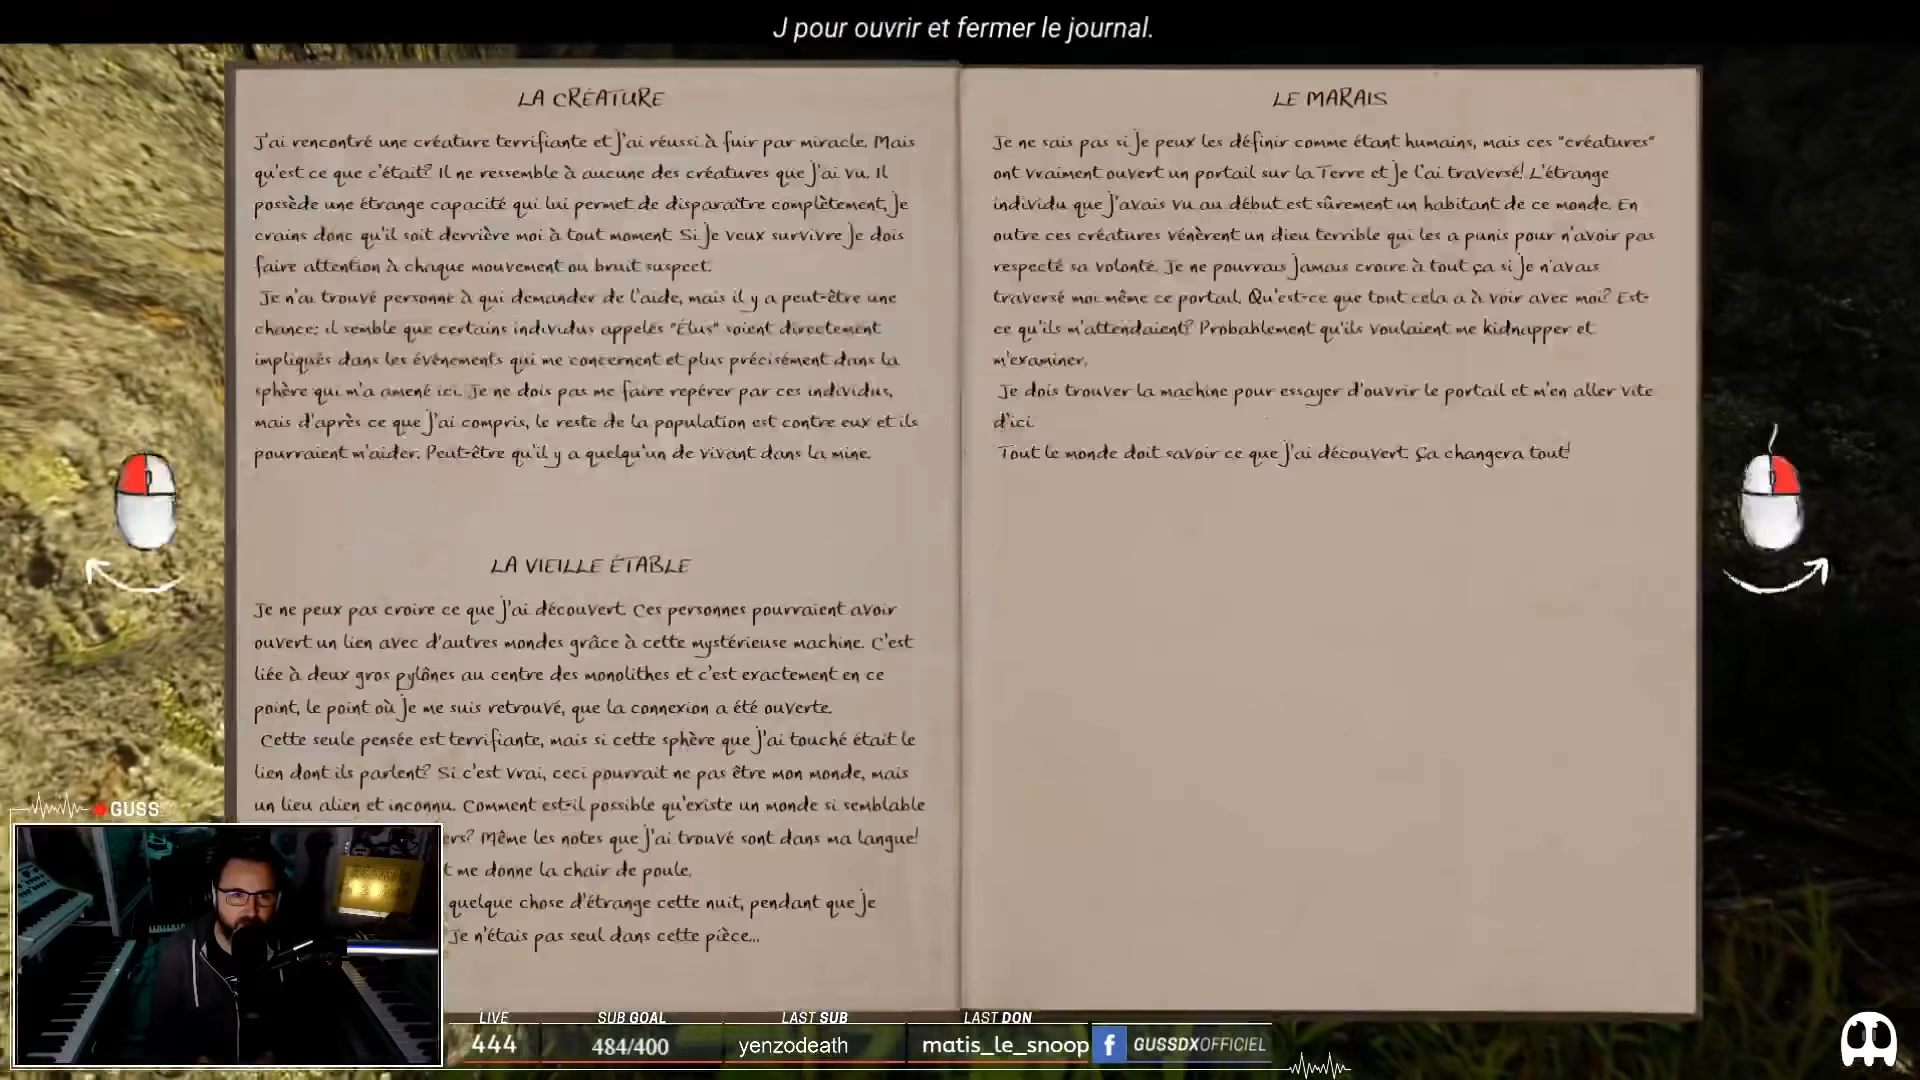 J pour ouvrir et fermer le journal.
LA CRÉATURE
J'ai rencontré une créature terrifiante et j'ai réussi à fuir par miracle. Mais
qu'est ce que c'était? Il ne ressemble à aucune des créatures que j'ai vu. Il
possède une étrange capacité qui lui permet de disparaître complètement, je
crains donc qu'il soit derrière moi à tout moment. Si je veux survivre je dois
faire attention à chaque mouvement ou bruit suspect.
Je n'ai trouvé personne à qui demander de l'aide, mais il y a peut-être une
chance: il semble que certains individus appelés "Élus" soient directement
impliqués dans les événements qui me concernent et plus précisément dans la
sphère qui m'a amené ici. Je ne dois pas me faire repérer par ces individus,
mais d'après ce que j'ai compris, le reste de la population est contre eux et ils
pourraient m'aider. Peut-être qu'il y a quelqu'un de vivant dans la mine.
LA VIEILLE ÉTABLE
Je ne peux pas croire ce que j'ai découvert. Ces personnes pourraient avoir
ouvert un lien avec d'autres mondes grâce à cette mystérieuse machine. C'est
liée à deux gros pylônes au centre des monolithes et c'est exactement en ce
point, le point où je me suis retrouvé, que la connexion a été ouverte.
Cette seule pensée est terrifiante, mais si cette sphère que j'ai touché était le
lien dont ils parlent? Si c'est vrai, ceci pourrait ne pas être mon monde, mais
un lieu alien et inconnu. Comment est-il possible qu'existe un monde si semblable
ers? Même les notes que j'ai trouvé sont dans ma langue!
t me donne la chair de poule.
quelque chose d'étrange cette nuit, pendant que je
Je n'étais pas seul dans cette pièce...
LE MARAIS
Je ne sais pas si je peux les définir comme étant humains, mais ces "créatures"
ont vraiment ouvert un portail sur la Terre et je l'ai traversé! L'étrange
individu que j'avais vu au début est sûrement un habitant de ce monde. En
outre ces créatures vénèrent un dieu terrible qui les a punis pour n'avoir pas
respecté sa volonté. Je ne pourrais jamais croire à tout ça si je n'avais
traversé moi même ce portail. Qu'est-ce que tout cela a à voir avec moi? Est-
ce qu'ils m'attendaient? Probablement qu'ils voulaient me kidnapper et
m'examiner.
Je dois trouver la machine pour essayer d'ouvrir le portail et m'en aller vite
d'ici.
Tout le monde doit savoir ce que j'ai découvert. Ça changera tout!
GUSS
LIVE
444
SUB GOAL
484/400
LAST SUB
yenzodeath
LAST DON
matis_le_snoop
f GUSSDXOFFICIEL